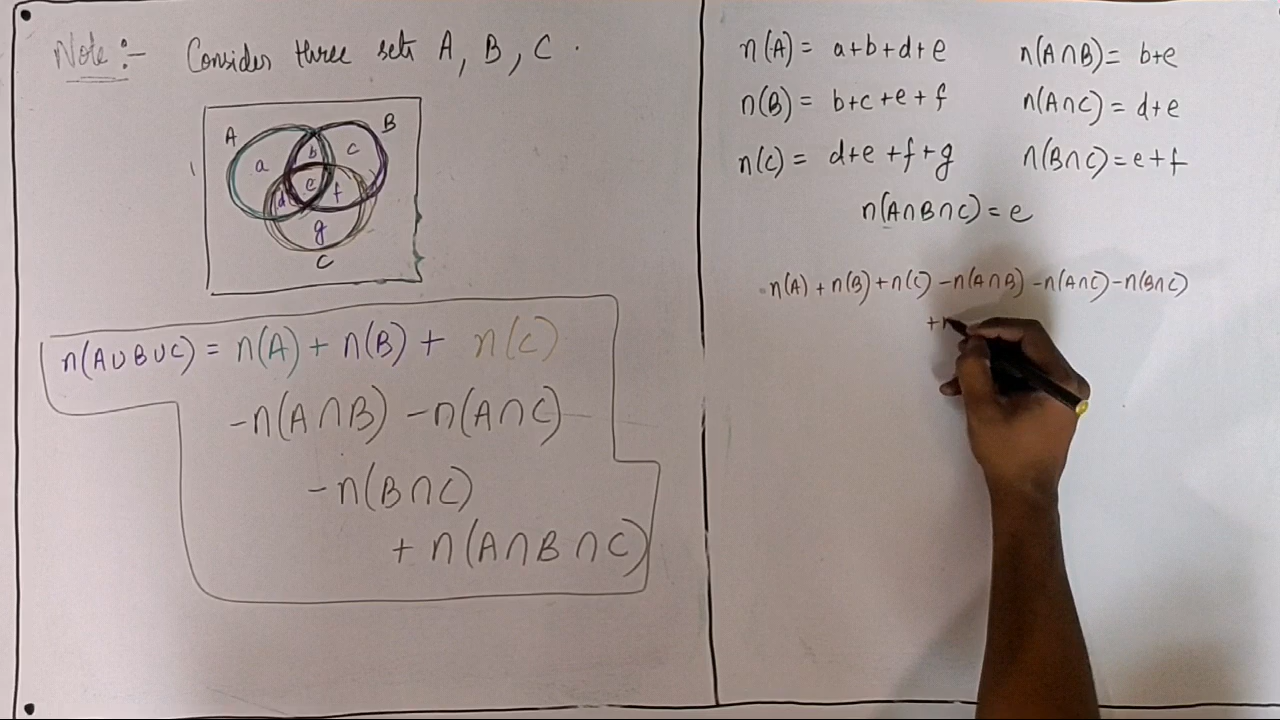 Note :- Consider three sets A, B, C .
A
B
a
b
c
e
d
f
g
C
n(A∪B∪C) = n(A) + n(B) + n(C)
-n(A∩B) -n(A∩C)
-n(B∩C)
+ n(A∩B∩C)
n(A) = a+b+d+e
n(A∩B) = b+e
n(B) = b+c+e+f
n(A∩C) = d+e
n(C) = d+e+f+g
n(B∩C) = e+f
n(A∩B∩C) = e
n(A) + n(B) + n(C) -n(A∩B) -n(A∩C) -n(B∩C)
+n